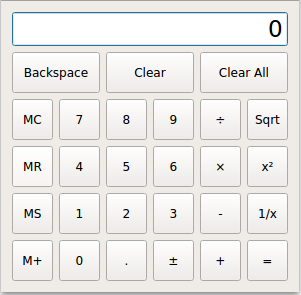 0
Backspace Clear Clear All
MC 7 8 9 ÷ Sqrt
MR 4 5 6 × x²
MS 1 2 3 - 1/x
M+ 0 . ± + =